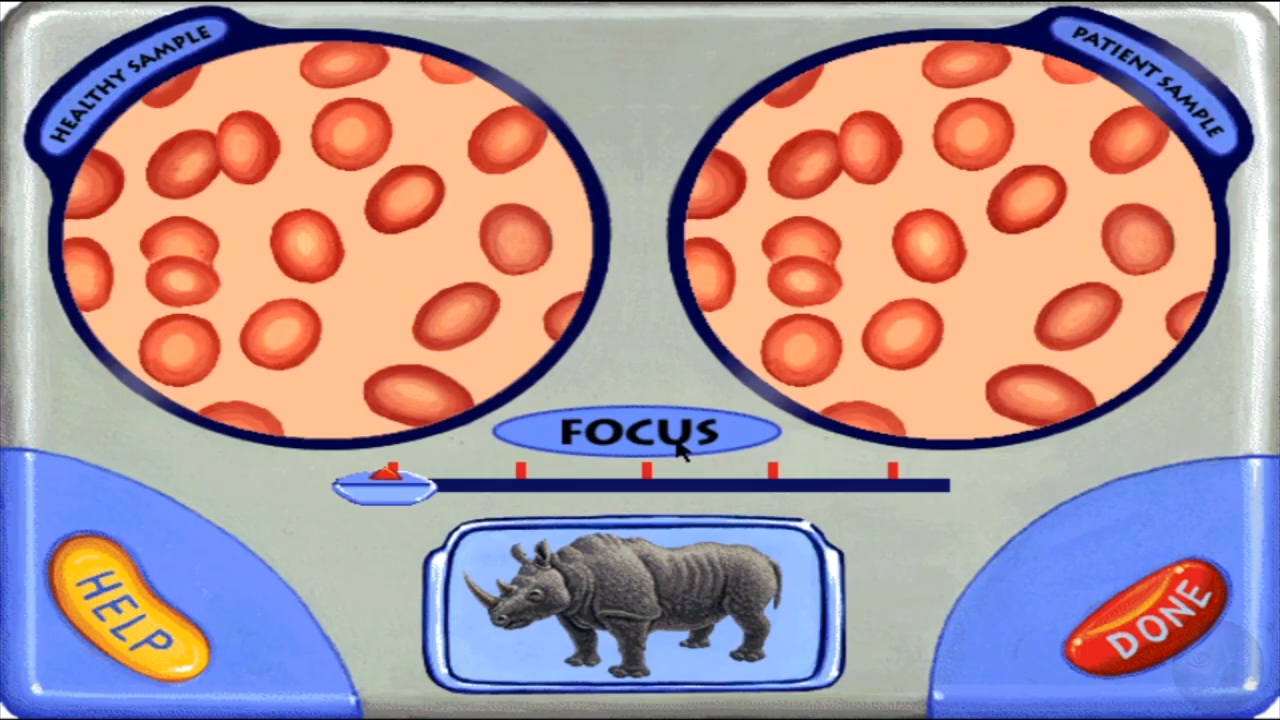 HEALTHY SAMPLE
PATIENT SAMPLE
FOCUS
HELP
DONE